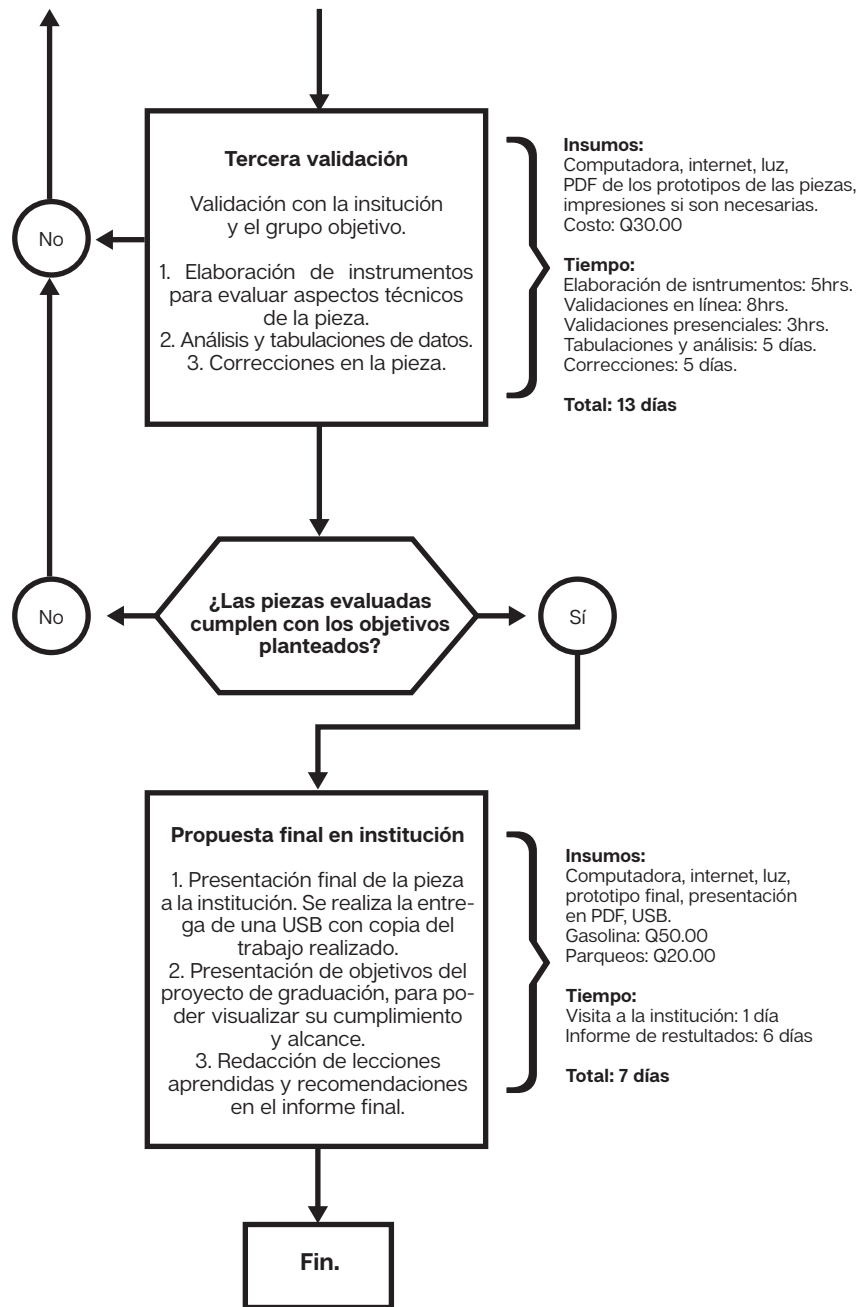 Tercera validación
Validación con la insitución
y el grupo objetivo.
1. Elaboración de instrumentos
para evaluar aspectos técnicos
de la pieza.
2. Análisis y tabulaciones de datos.
3. Correcciones en la pieza.
No
Insumos:
Computadora, internet, luz,
PDF de los prototipos de las piezas,
impresiones si son necesarias.
Costo: Q30.00
Tiempo:
Elaboración de isntrumentos: 5hrs.
Validaciones en línea: 8hrs.
Validaciones presenciales: 3hrs.
Tabulaciones y análisis: 5 días.
Correcciones: 5 días.
Total: 13 días
No
¿Las piezas evaluadas
cumplen con los objetivos
planteados?
Sí
Propuesta final en institución
1. Presentación final de la pieza
a la institución. Se realiza la entre-
ga de una USB con copia del
trabajo realizado.
2. Presentación de objetivos del
proyecto de graduación, para po-
der visualizar su cumplimiento
y alcance.
3. Redacción de lecciones
aprendidas y recomendaciones
en el informe final.
Insumos:
Computadora, internet, luz,
prototipo final, presentación
en PDF, USB.
Gasolina: Q50.00
Parqueos: Q20.00
Tiempo:
Visita a la institución: 1 día
Informe de restultados: 6 días
Total: 7 días
Fin.